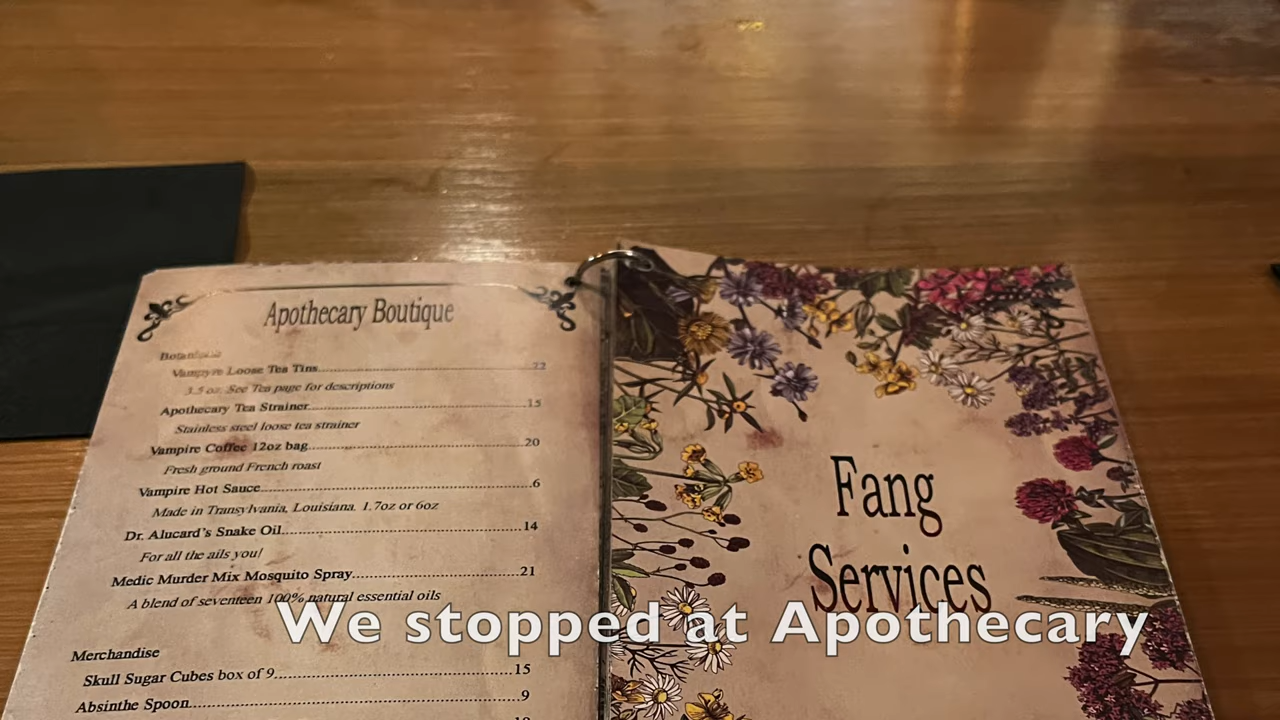 Apothecary Boutique
Botanicals
Vampyre Loose Tea Tins 22
3.5 oz. See Tea page for descriptions
Apothecary Tea Strainer 15
Stainless steel loose tea strainer
Vampire Coffee 12oz bag 20
Fresh ground French roast
Vampire Hot Sauce 6
Made in Transylvania, Louisiana. 1.7oz or 6oz
Dr. Alucard's Snake Oil 14
For all the ails you!
Medic Murder Mix Mosquito Spray 21
A blend of seventeen 100% natural essential oils
Merchandise
Skull Sugar Cubes box of 9 15
Absinthe Spoon 9
Fang
Services
We stopped at Apothecary